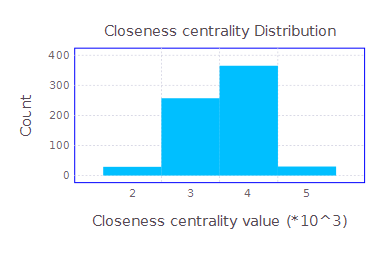 Closeness centrality Distribution
400
300
200
100
0
Count
2 3 4 5
Closeness centrality value (*10^3)